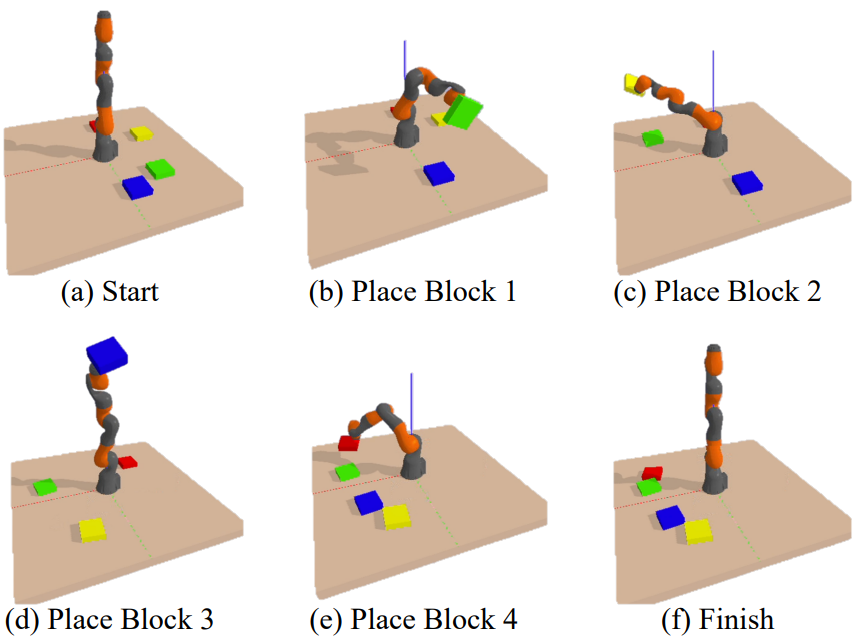 (a) Start
(b) Place Block 1
(c) Place Block 2
(d) Place Block 3
(e) Place Block 4
(f) Finish